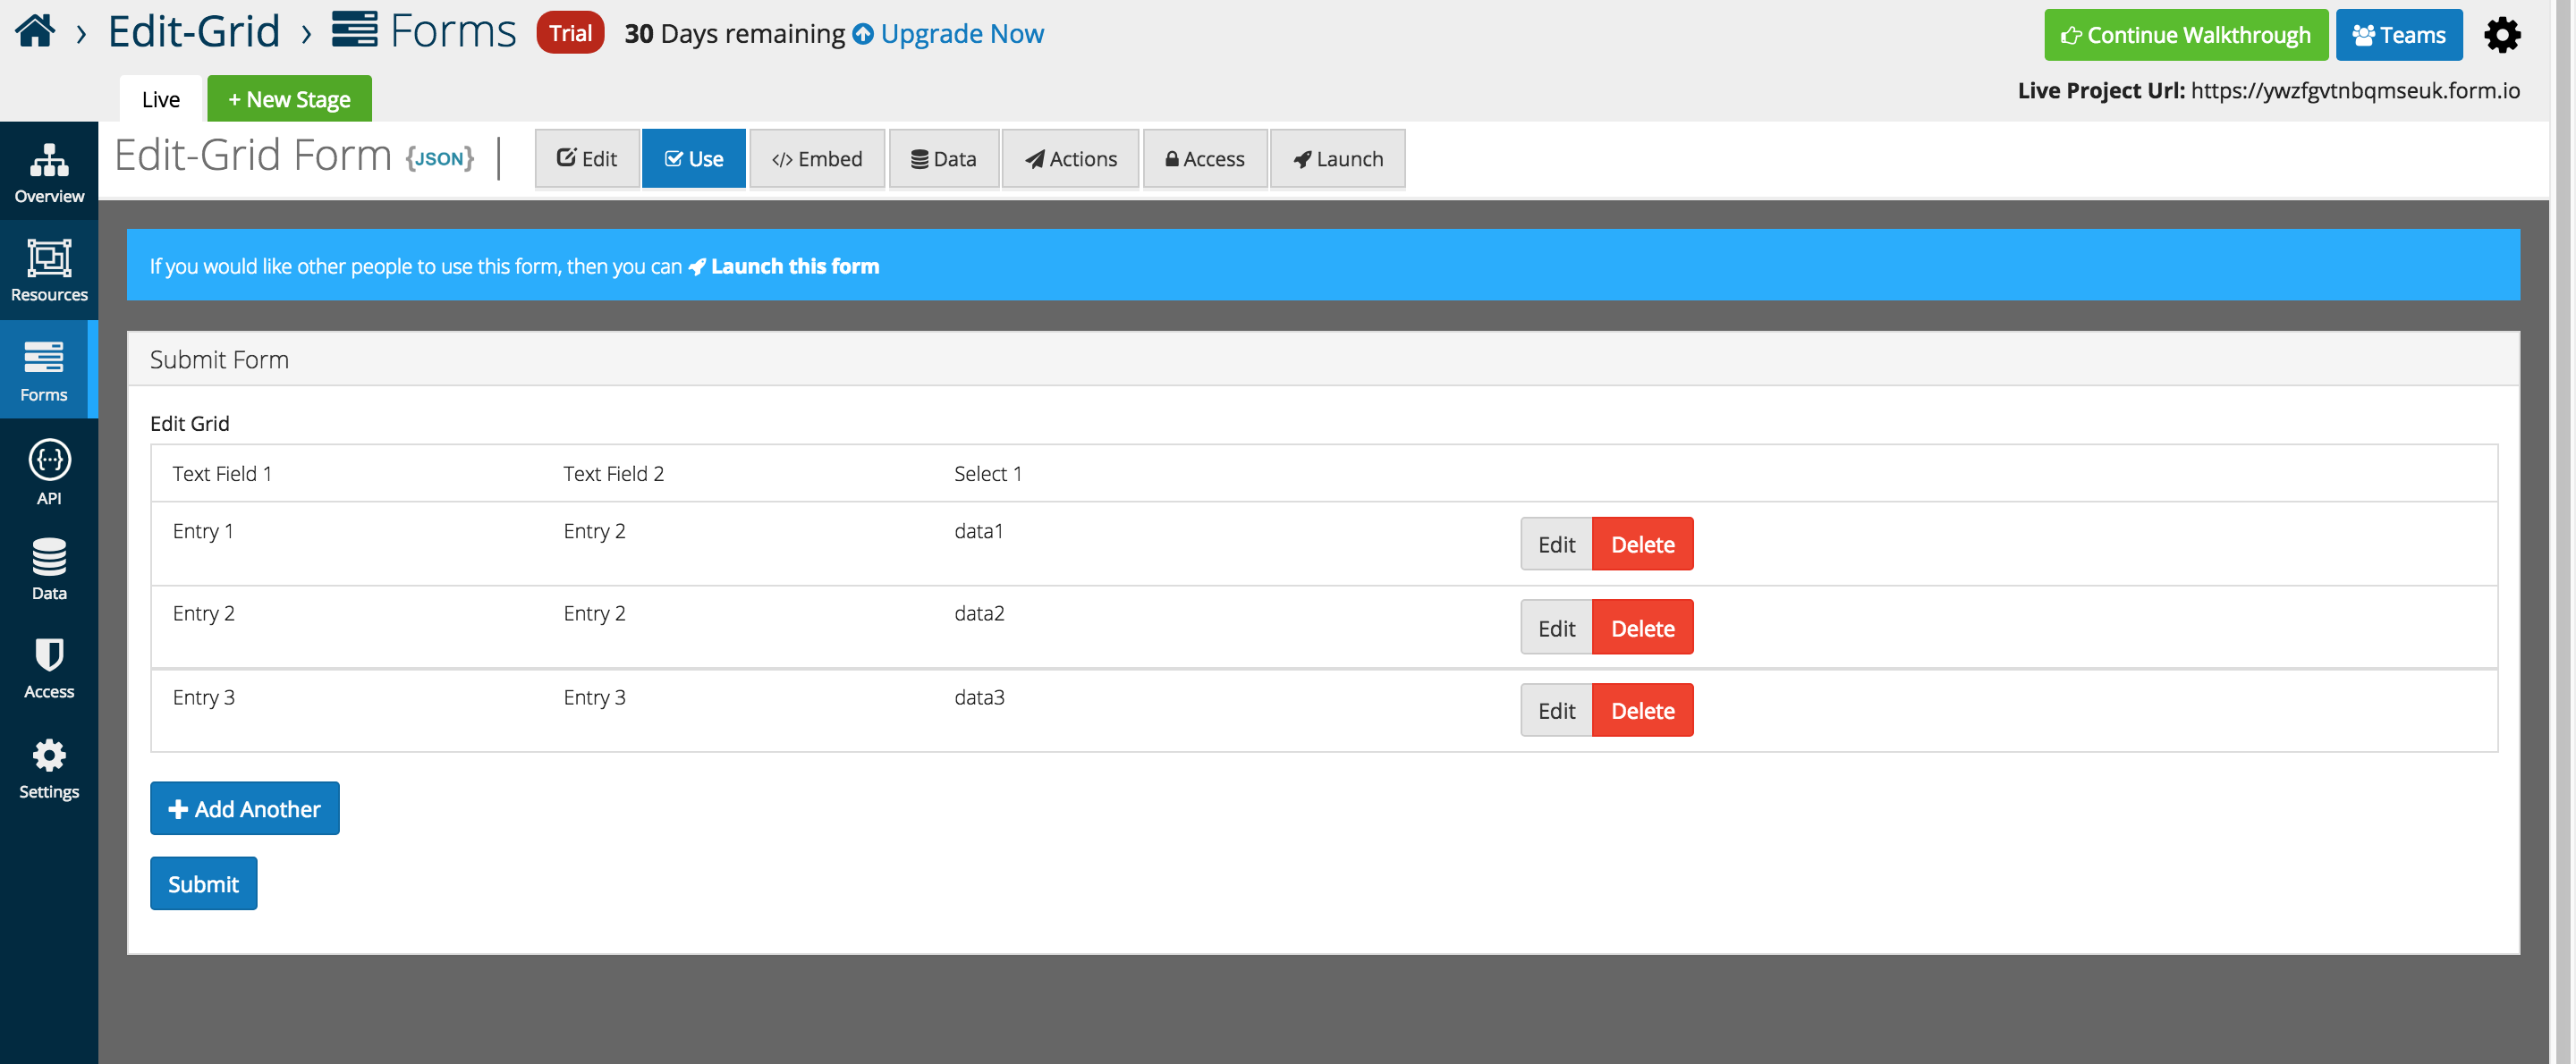 › Edit-Grid › Forms Trial 30 Days remaining Upgrade Now Continue Walkthrough Teams
Live + New Stage Live Project Url: https://ywzfgvtnbqmseuk.form.io
Edit-Grid Form {JSON} | Edit Use </> Embed Data Actions Access Launch
Overview
Resources
Forms
API
Data
Access
Settings
If you would like other people to use this form, then you can Launch this form
Submit Form
Edit Grid
Text Field 1 Text Field 2 Select 1
Entry 1 Entry 2 data1 Edit Delete
Entry 2 Entry 2 data2 Edit Delete
Entry 3 Entry 3 data3 Edit Delete
Add Another
Submit